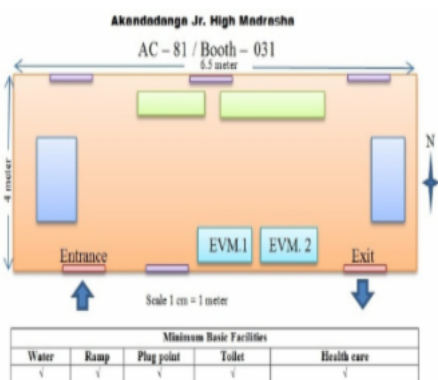 Akandadanga Jr. High Madrasha
AC – 81 / Booth – 031
6.5 meter
4 meter
N
EVM.1 EVM. 2
Entrance Exit
Scale 1 cm = 1 meter
Minimum Basic Facilities
Water Ramp Plug point Toilet Health care
√ √ √ √ √